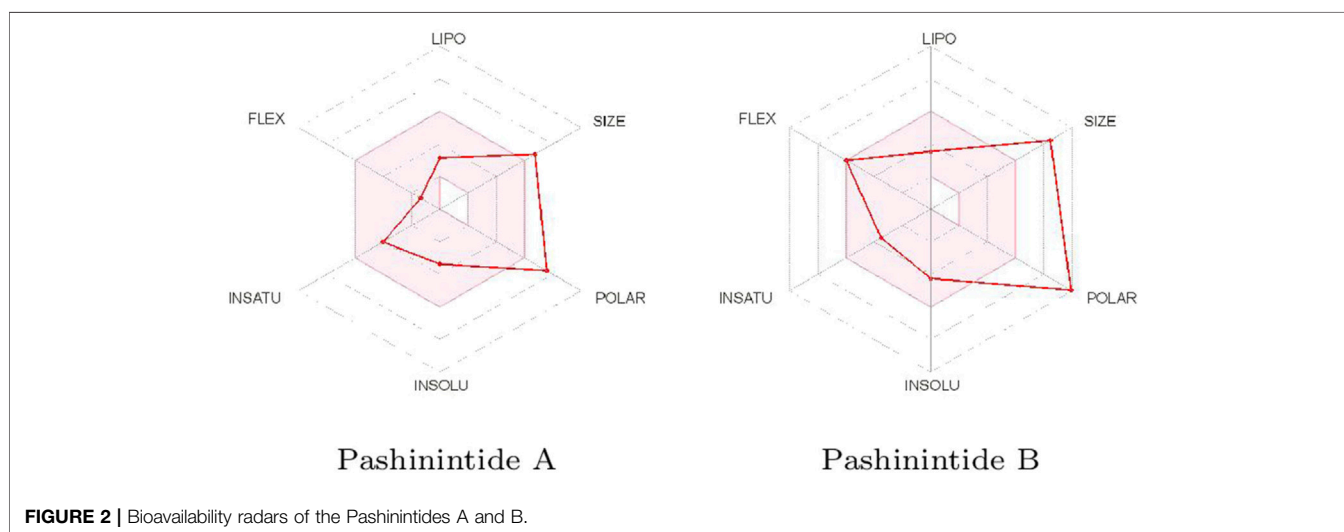 LIPO
FLEX
SIZE
INSATU
POLAR
INSOLU
LIPO
FLEX
SIZE
INSATU
POLAR
INSOLU
Pashinintide A
Pashinintide B
FIGURE 2 | Bioavailability radars of the Pashinintides A and B.